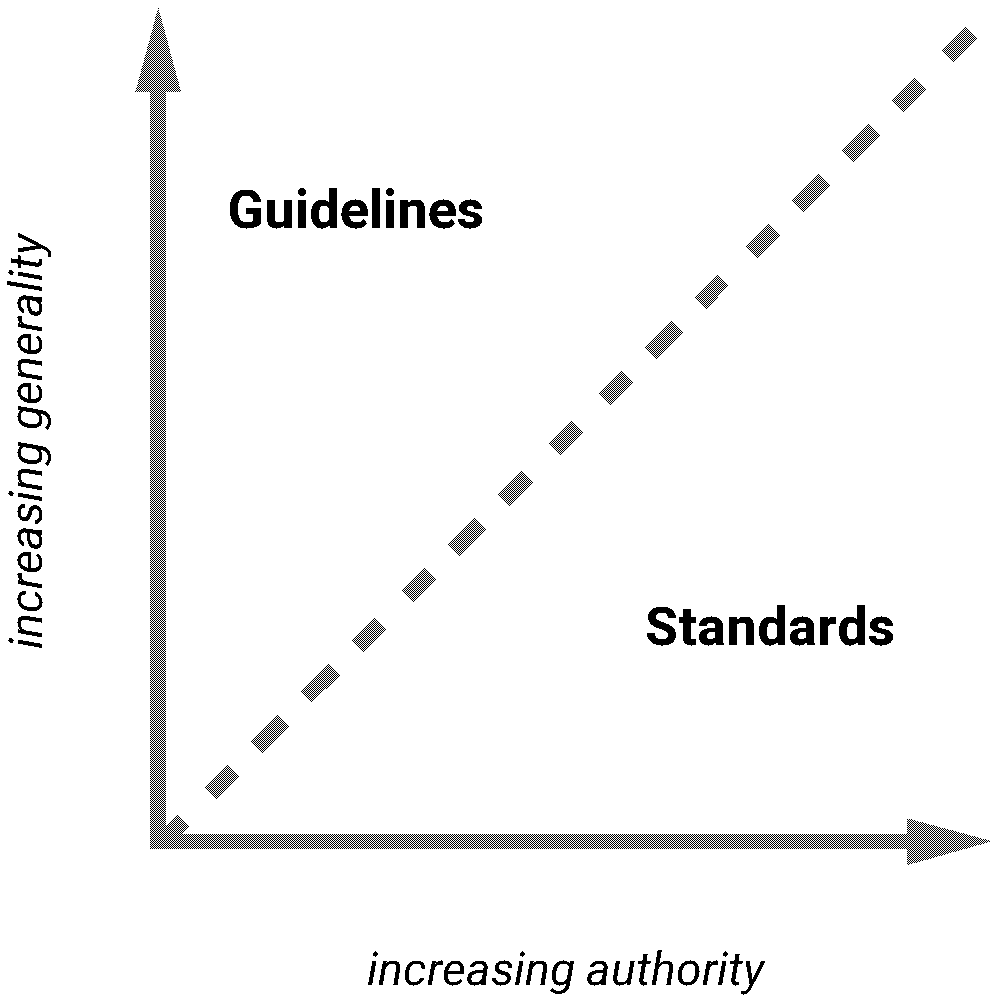 Guidelines
increasing generality
Standards
increasing authority